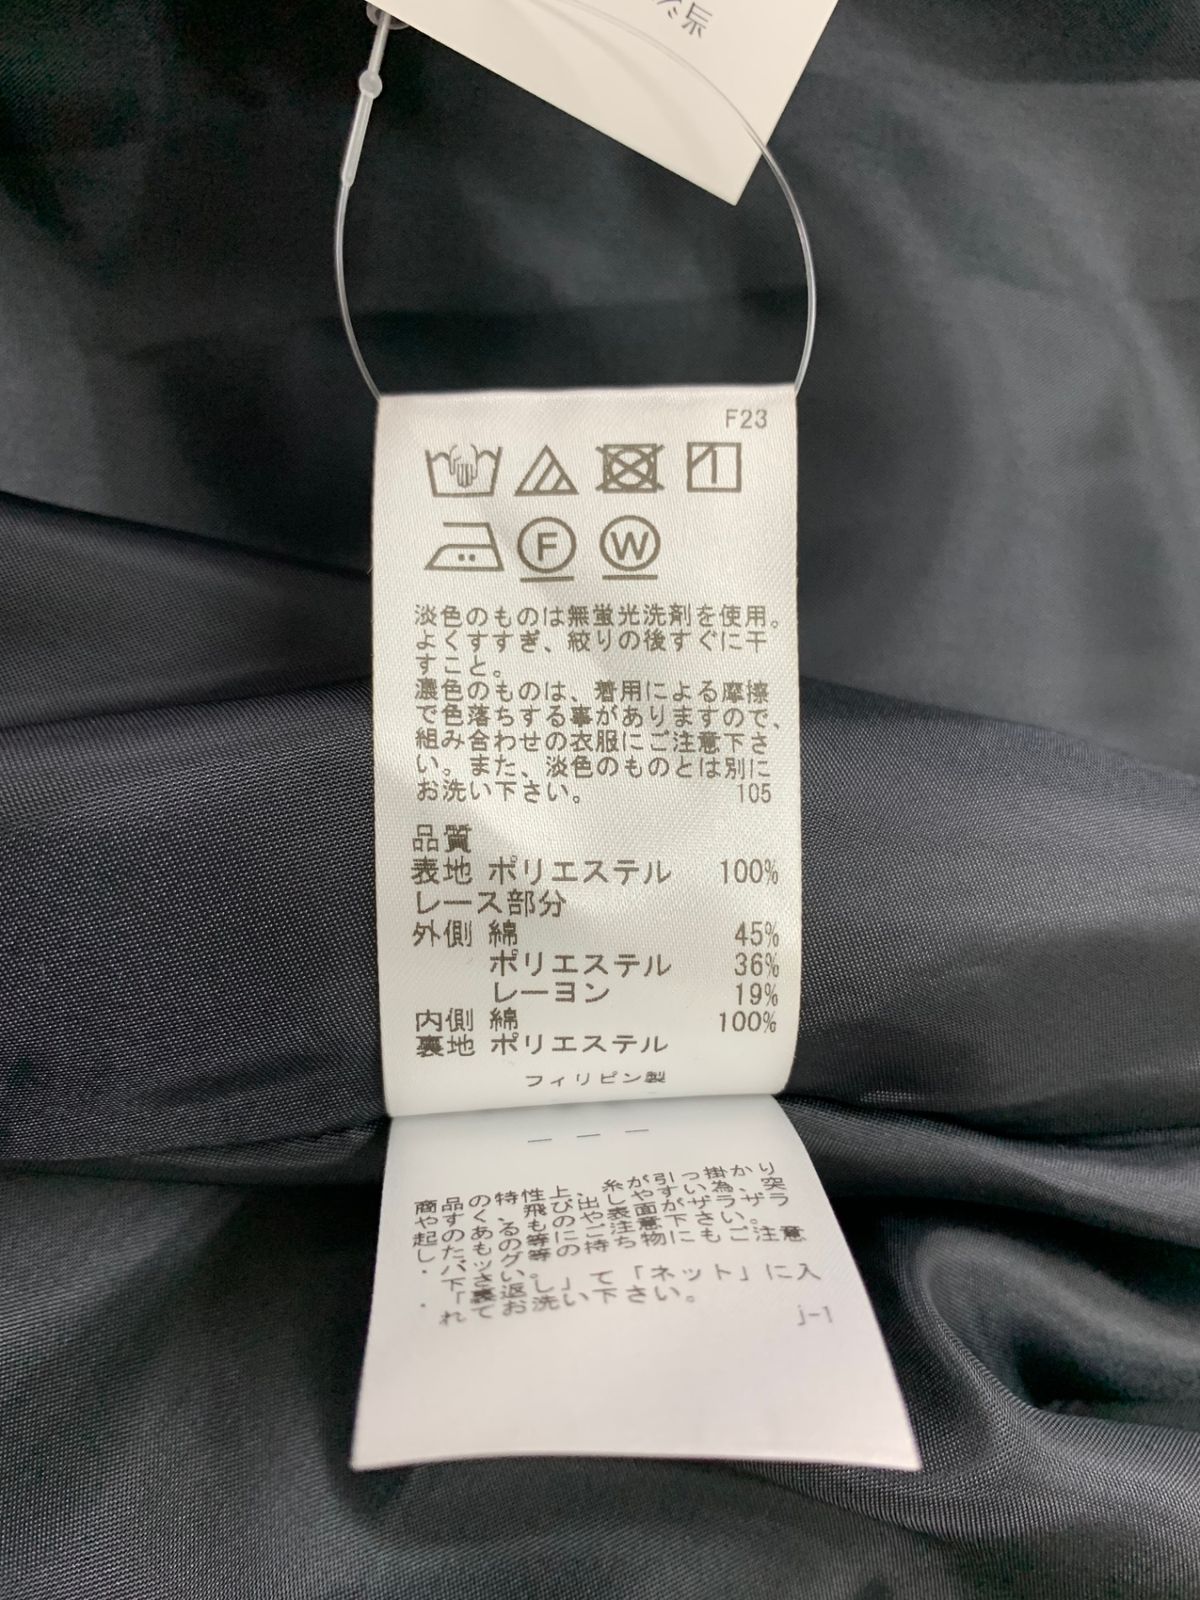 F23
F W
淡色のものは無蛍光洗剤を使用。
よくすすぎ、絞りの後すぐに干
すこと。
濃色のものは、着用による摩擦
で色落ちする事がありますので、
組み合わせの衣服にご注意下さ
い。また、淡色のものとは別に
お洗い下さい。 105
品質
表地 ポリエステル 100%
レース部分
外側 綿 45%
ポリエステル 36%
レーヨン 19%
内側 綿 100%
裏地 ポリエステル
フィリピン製
商品の特性上、糸が引っ掛かり
やすく、飛び出しやすい為、突
起のあるものや表面がザラザラ
したもの等にご注意下さい。
・バッグ等の持ち物にもご注意
下さい。
・「裏返し」て「ネット」に入
れてお洗い下さい。
j-1